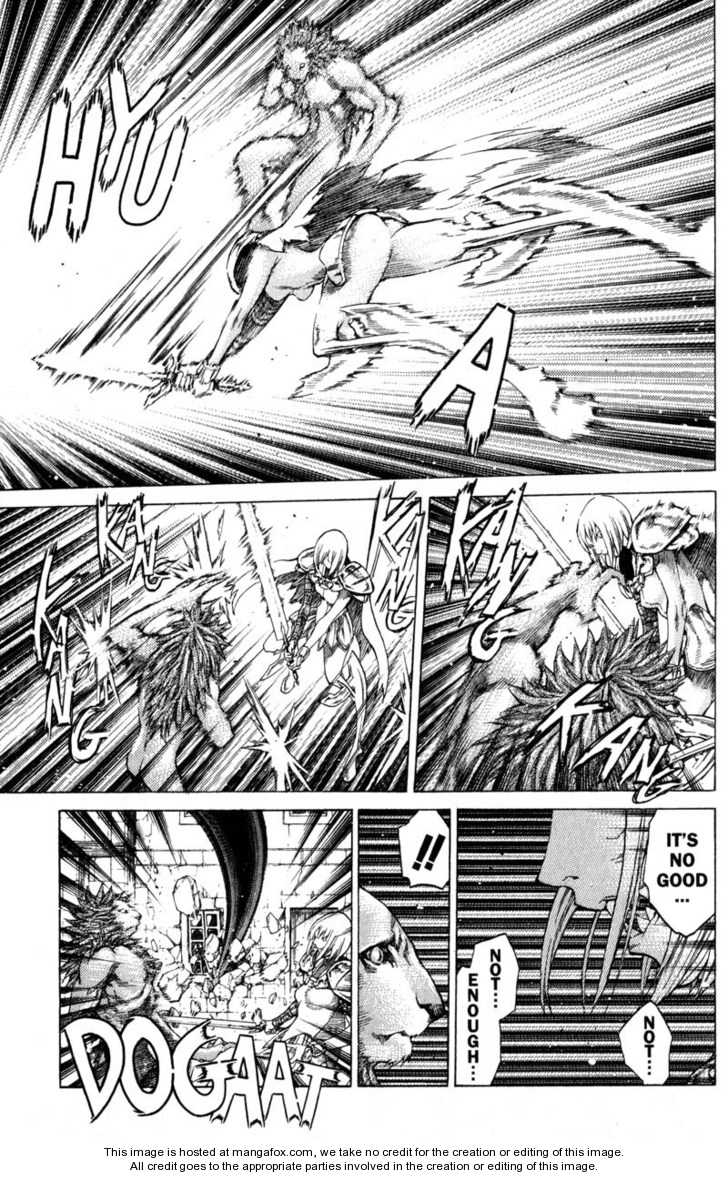 HYU
A
KANG
KANG
KANG
KANG
KANG
IT'S
NO
GOOD
...
NOT...
NOT...
ENOUGH...
!!
DOGAAT
This image is hosted at mangafox.com, we take no credit for the creation or editing of this image.
All credit goes to the appropriate parties involved in the creation or editing of this image.